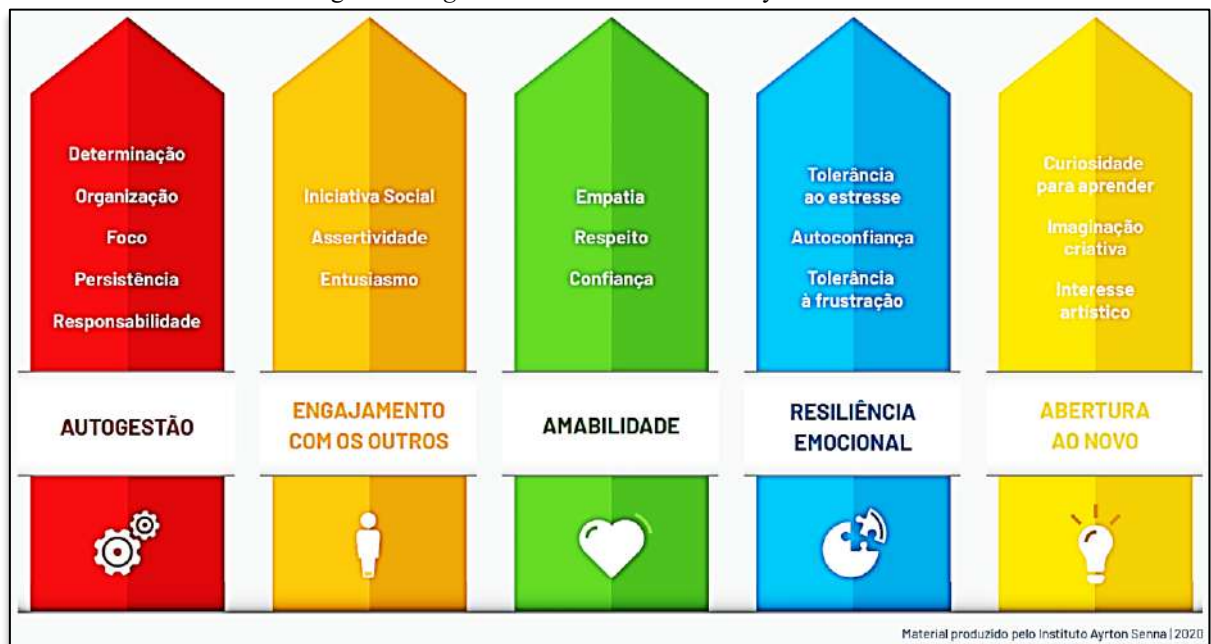 Determinação
Organização
Foco
Persistência
Responsabilidade
AUTOGESTÃO
Iniciativa Social
Assertividade
Entusiasmo
ENGAJAMENTO
COM OS OUTROS
Empatia
Respeito
Confiança
AMABILIDADE
Tolerância
ao estresse
Autoconfiança
Tolerância
à frustração
RESILIÊNCIA
EMOCIONAL
Curiosidade
para aprender
Imaginação
criativa
Interesse
artístico
ABERTURA
AO NOVO
Material produzido pelo Instituto Ayrton Senna | 2020